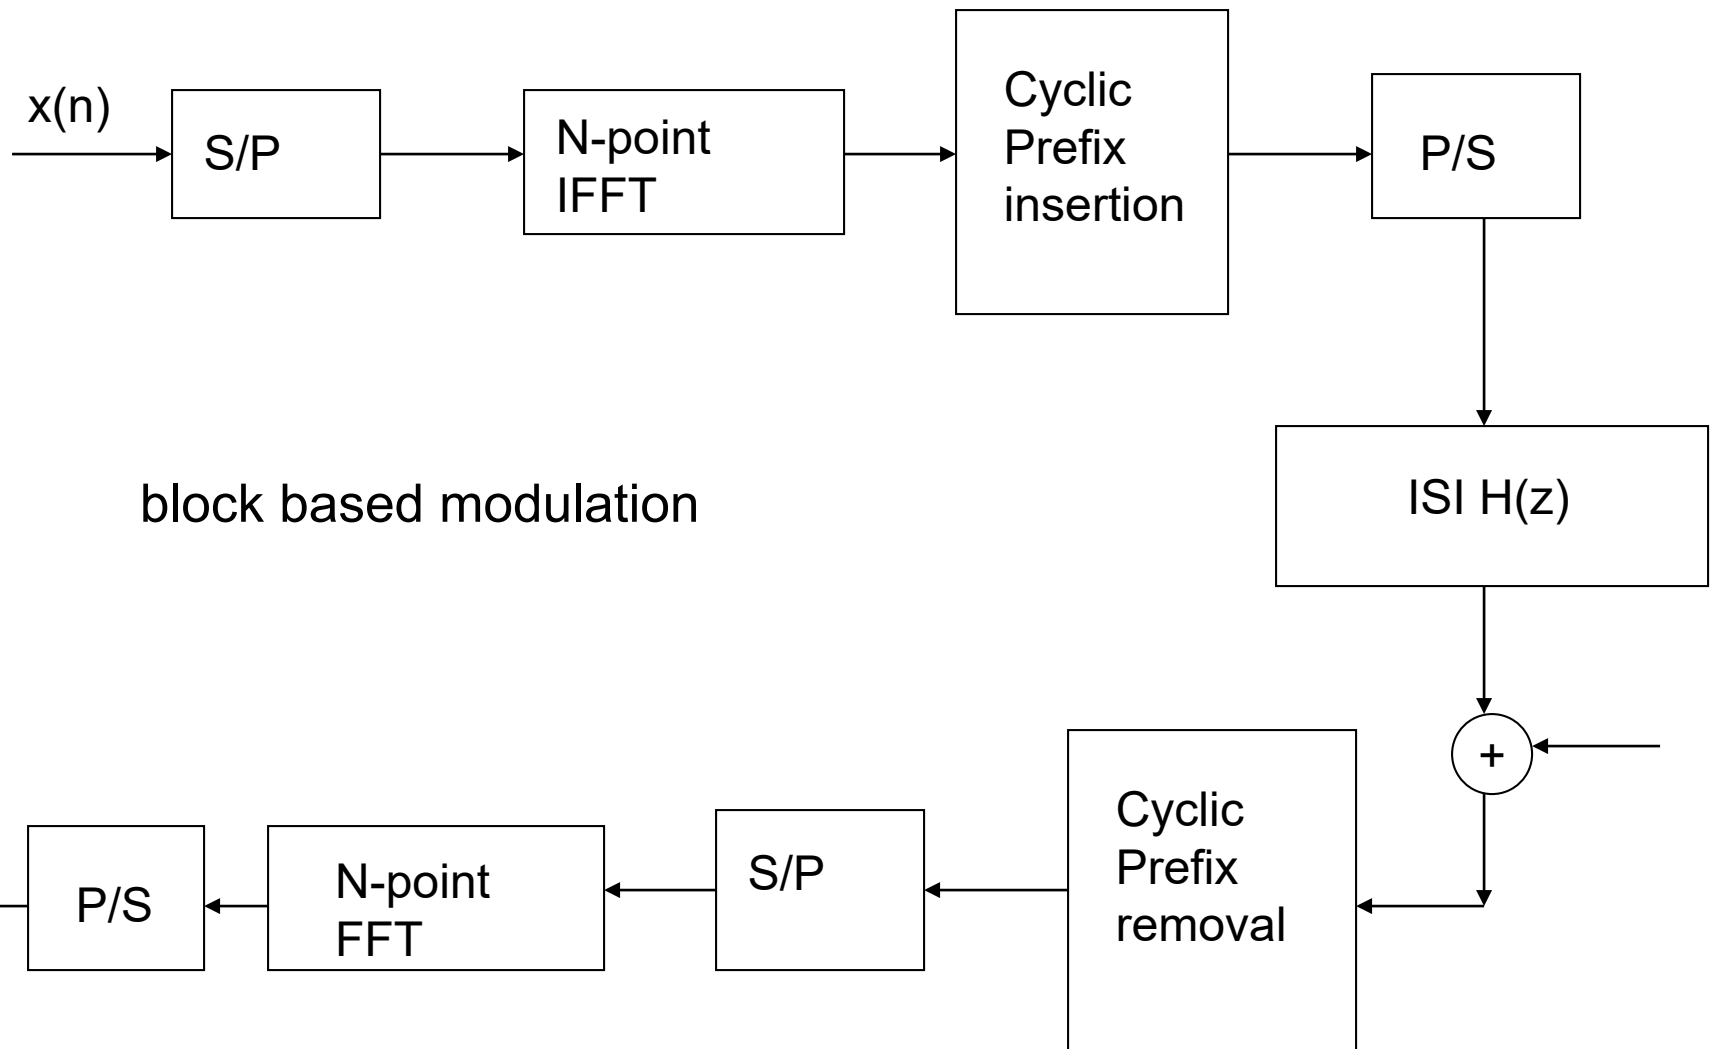 x(n)
S/P
N-point
IFFT
Cyclic
Prefix
insertion
P/S
block based modulation
ISI H(z)
+
Cyclic
Prefix
removal
S/P
N-point
FFT
P/S